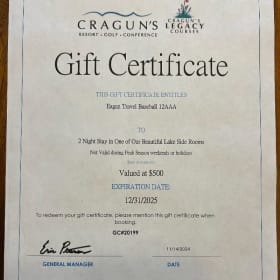 CRAGUN'S
RESORT • GOLF • CONFERENCE
CRAGUN'S
LEGACY
COURSES
Gift Certificate
THIS GIFT CERTIFICATE ENTITLES
Eagan Travel Baseball 12AAA
TO
2 Night Stay in One of Our Beautiful Lake Side Rooms
Not Valid during Peak Season weekends or holidays
Valued at $500
EXPIRATION DATE:
12/31/2025
To redeem your gift certificate, please mention this gift certificate when
booking.
GC#20199
11/14/2024
GENERAL MANAGER
DATE